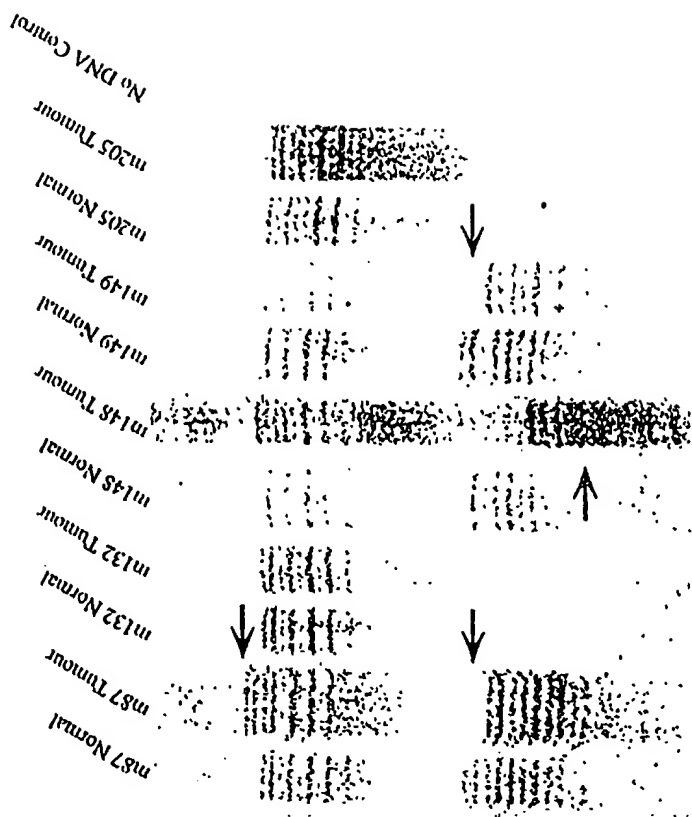 m87 Normal
m87 Tumour
m132 Normal
m132 Tumour
m148 Normal
m148 Tumour
m149 Normal
m149 Tumour
m205 Normal
m205 Tumour
No DNA Control